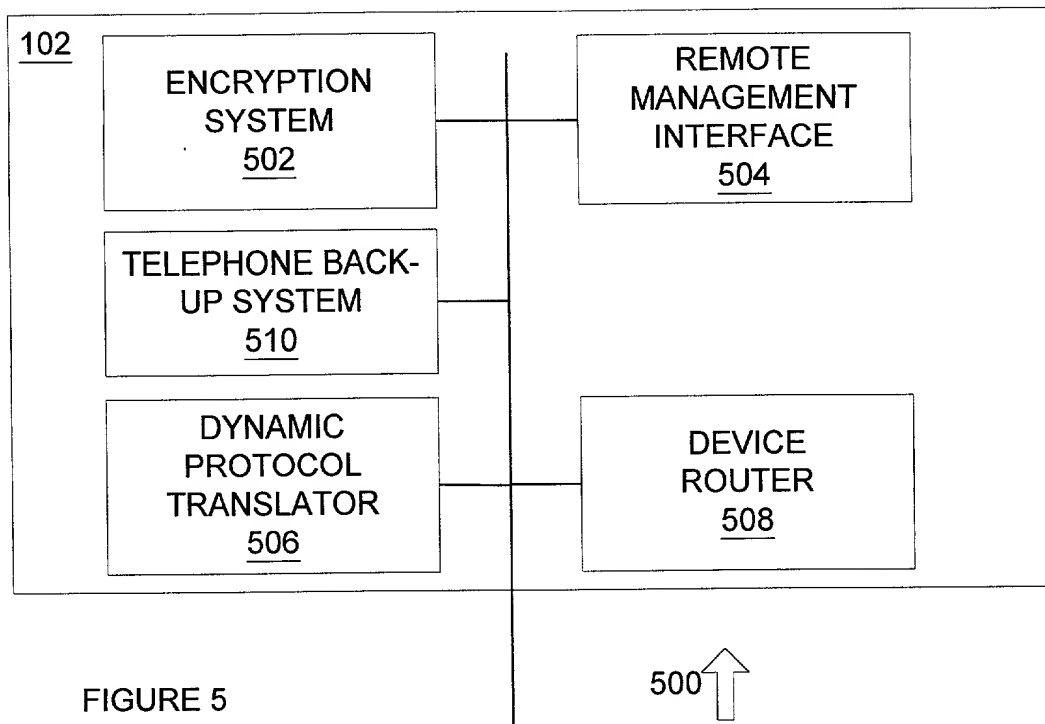 102
ENCRYPTION
SYSTEM
502
REMOTE
MANAGEMENT
INTERFACE
504
TELEPHONE BACK-
UP SYSTEM
510
DYNAMIC
PROTOCOL
TRANSLATOR
506
DEVICE
ROUTER
508
FIGURE 5
500